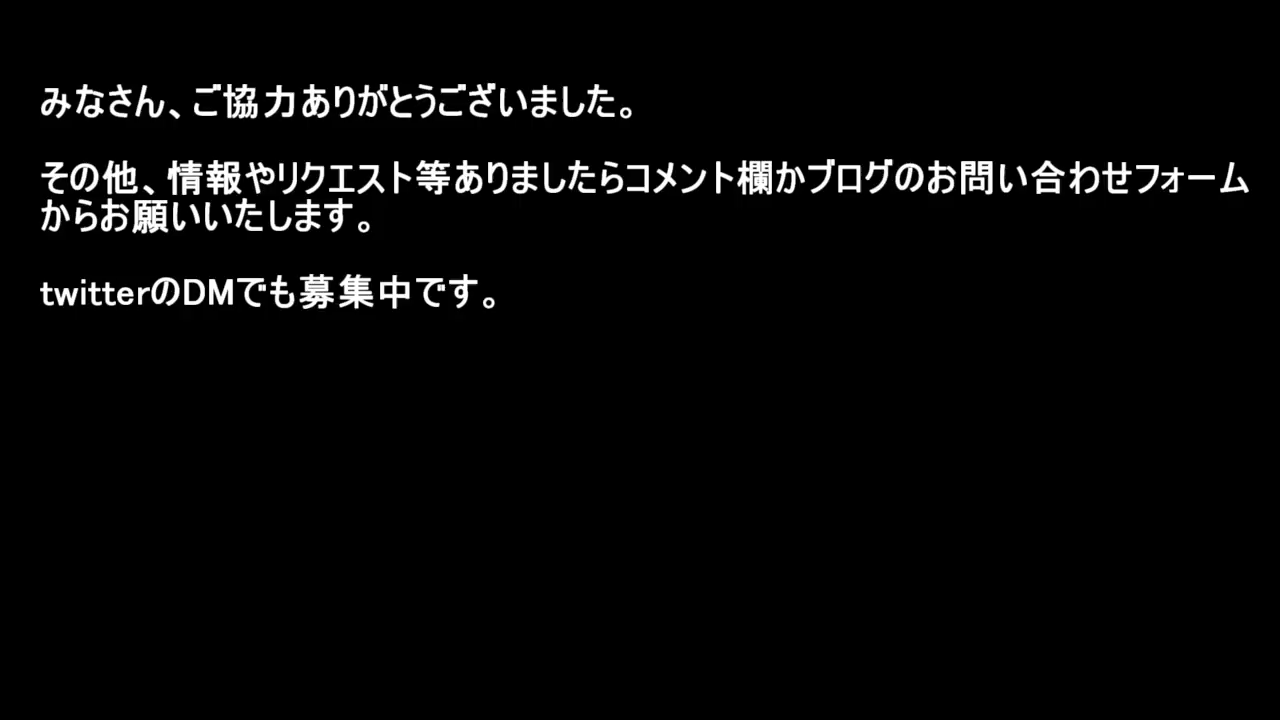 みなさん、ご協力ありがとうございました。
その他、情報やリクエスト等ありましたらコメント欄かブログのお問い合わせフォーム
からお願いいたします。
twitterのDMでも募集中です。